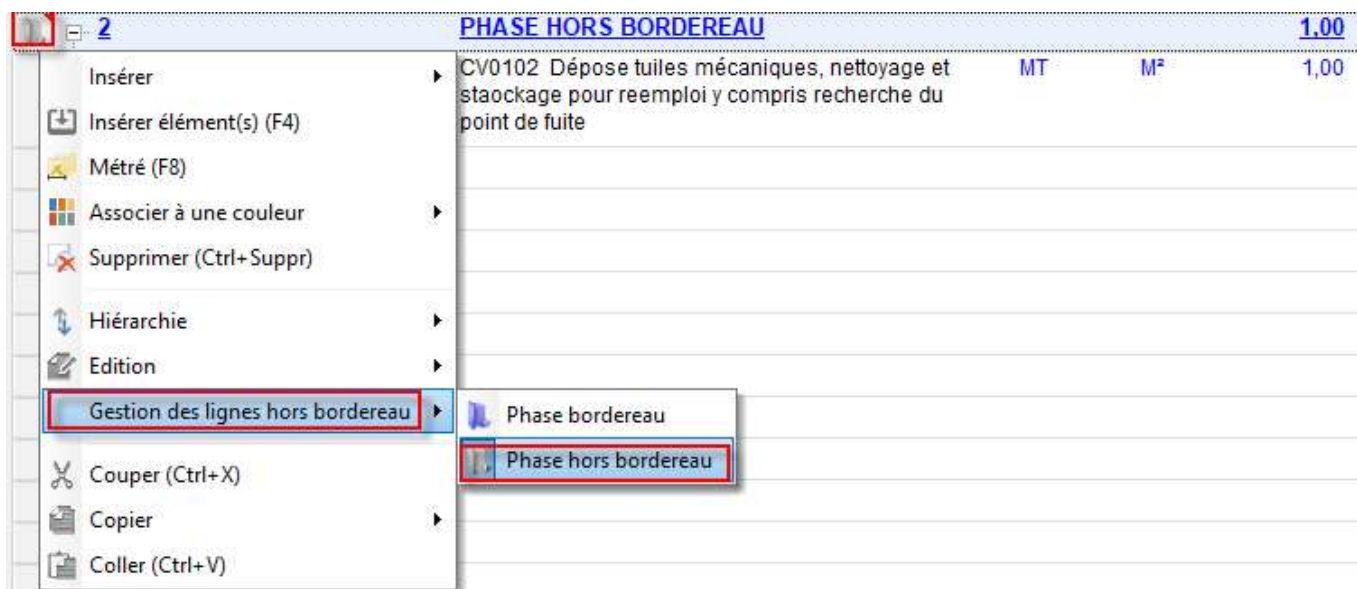 2 PHASE HORS BORDEREAU 1,00
CV0102 Dépose tuiles mécaniques, nettoyage et MT M² 1,00
staockage pour reemploi y compris recherche du
point de fuite
Insérer
Insérer élément(s) (F4)
Métré (F8)
Associer à une couleur
Supprimer (Ctrl+Suppr)
Hiérarchie
Edition
Gestion des lignes hors bordereau
Phase bordereau
Phase hors bordereau
Couper (Ctrl+X)
Copier
Coller (Ctrl+V)